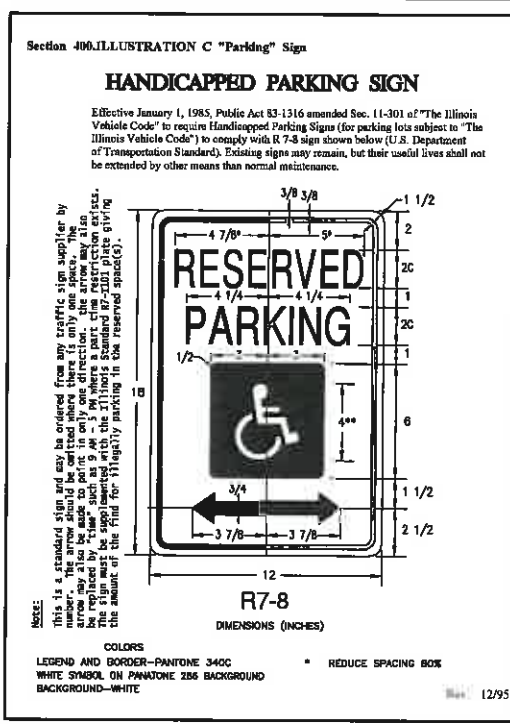 Section 400.ILLUSTRATION C "Parking" Sign
HANDICAPPED PARKING SIGN
Effective January 1, 1985, Public Act 83-1316 amended Sec. 11-301 of "The Illinois
Vehicle Code" to require Handicapped Parking Signs (for parking lots subject to "The
Illinois Vehicle Code") to comply with R 7-8 sign shown below (U.S. Department
of Transportation Standard). Existing signs may remain, but their useful lives shall not
be extended by other means than normal maintenance.
Note:
This is a standard sign and may be ordered from any traffic sign supplier by
number. The arrow should be omitted where there is only one space. The
arrow may also be made to point in only one direction. the arrow may also
be replaced by "time" such as 9 AM - 5 PM where a part time restriction exists.
The sign must be supplemented with the Illinois Standard R7-I101 plate giving
the amount of the find for illegally parking in the reserved space(s).
3/8 3/8
1 1/2
2
4 7/8* 5*
RESERVED
2C
4 1/4 4 1/4
1
PARKING
2C
1
1/2
18
4**
6
3/4
1 1/2
3 7/8 3 7/8
2 1/2
12
R7-8
DIMENSIONS (INCHES)
COLORS
LEGEND AND BORDER-PANTONE 340C
WHITE SYMBOL ON PANATONE 286 BACKGROUND
BACKGROUND-WHITE
* REDUCE SPACING 80%
12/95